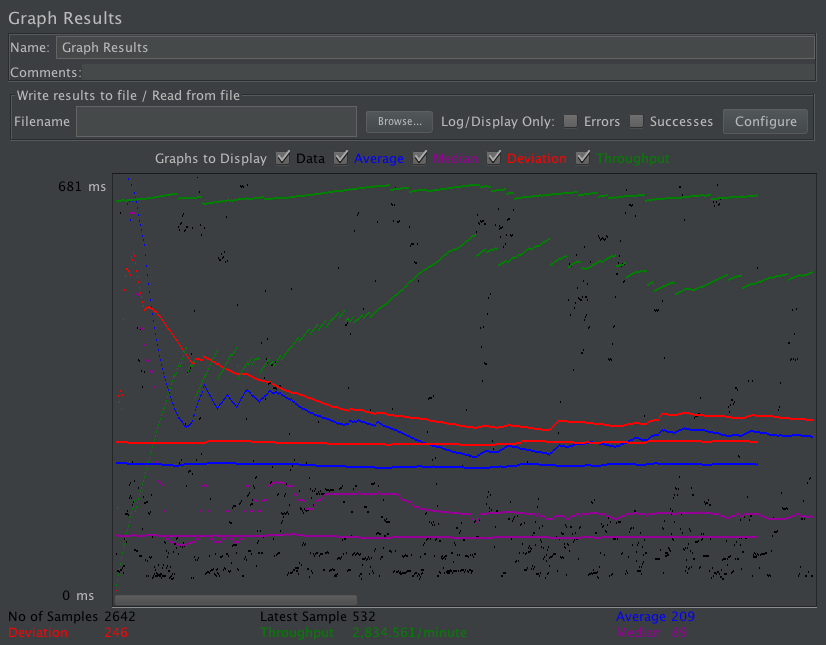 Graph Results
Name: Graph Results
Comments:
Write results to file / Read from file
Filename Browse... Log/Display Only: Errors Successes Configure
Graphs to Display Data Average Median Deviation Throughput
681 ms
0 ms
No of Samples 2642 Latest Sample 532 Average 209
Deviation 246 Throughput 2,834.561/minute Median